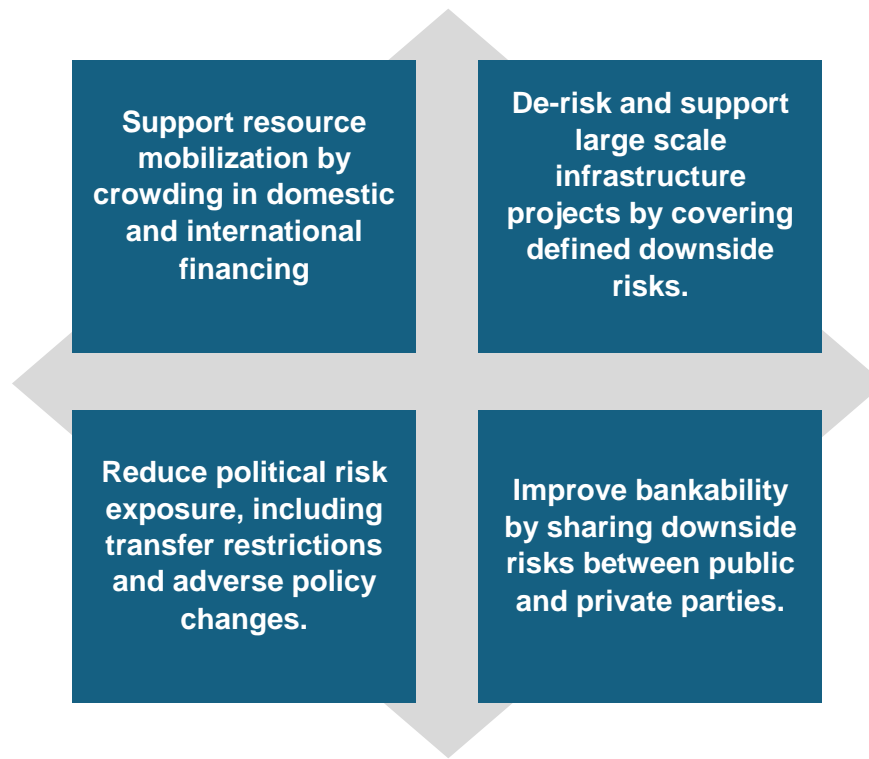 Support resource
mobilization by
crowding in domestic
and international
financing
De-risk and support
large scale
infrastructure
projects by covering
defined downside
risks.
Reduce political risk
exposure, including
transfer restrictions
and adverse policy
changes.
Improve bankability
by sharing downside
risks between public
and private parties.